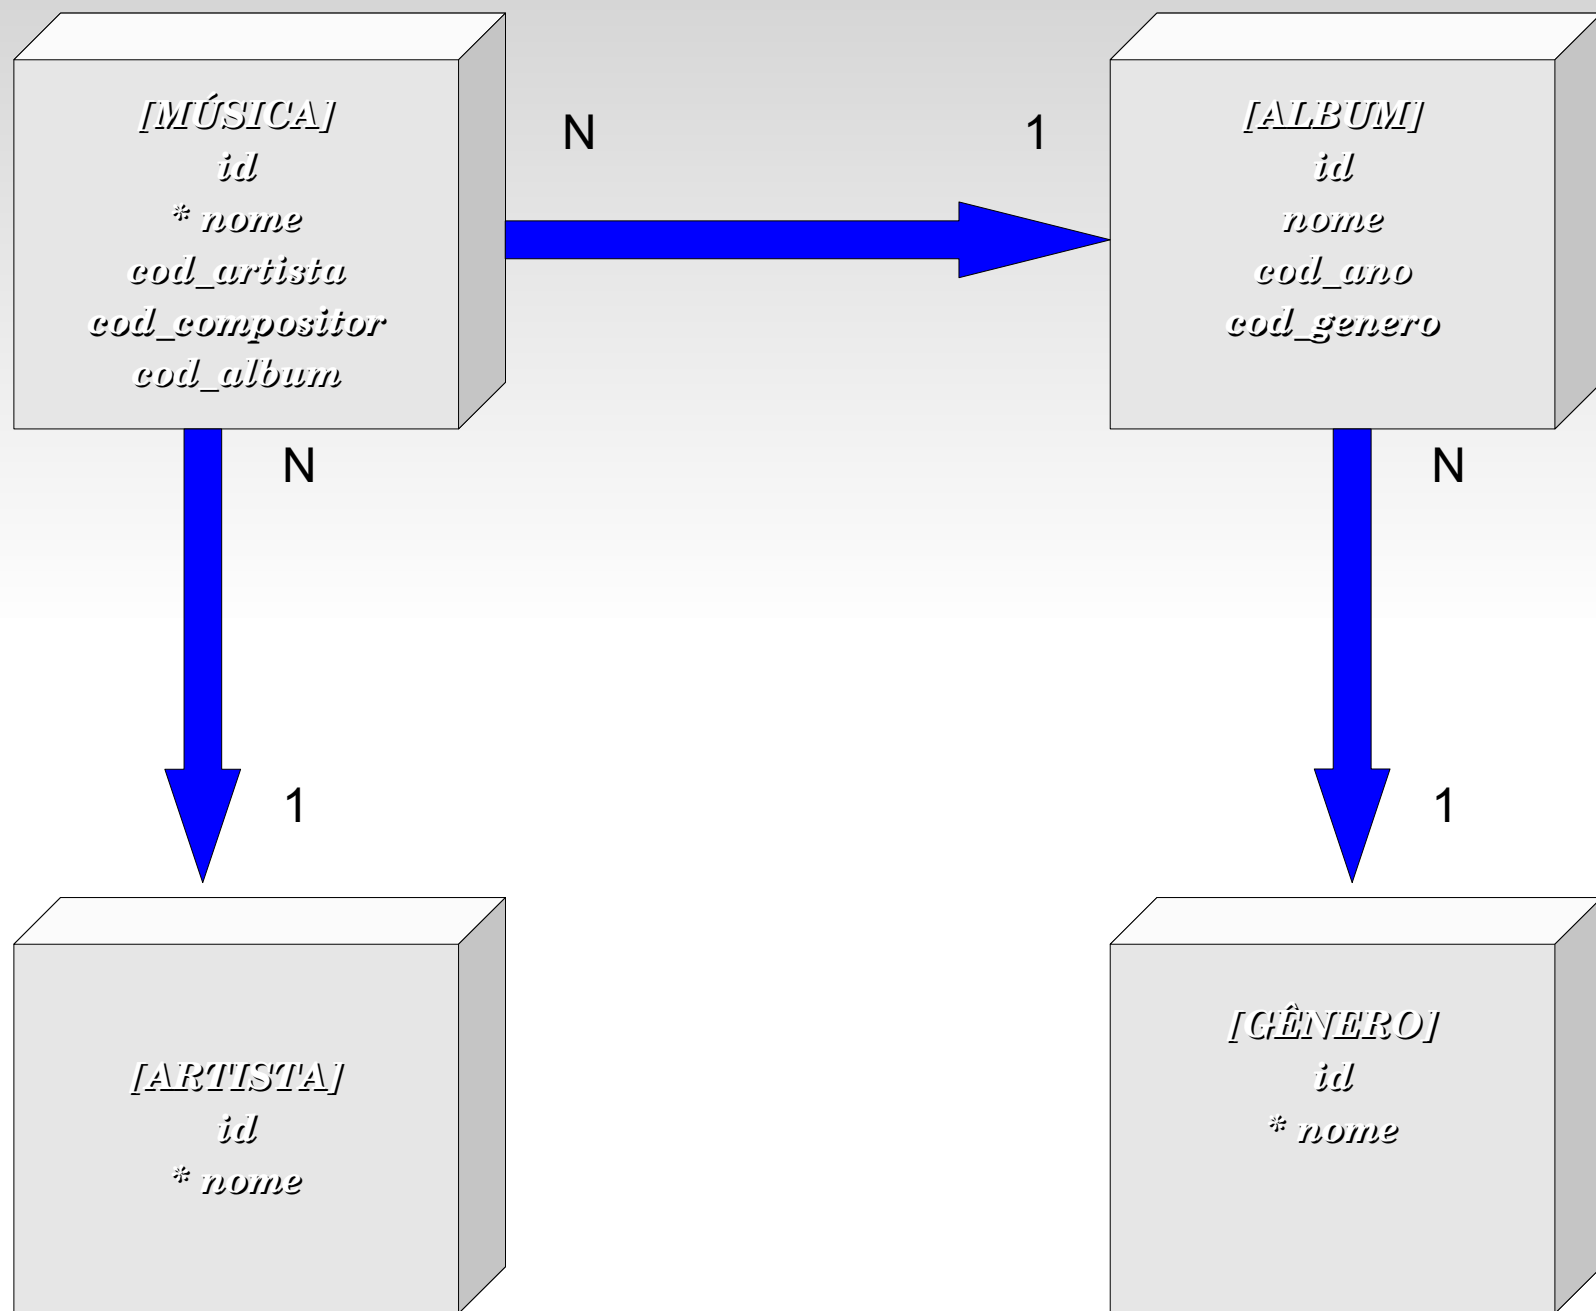 [MÚSICA]
id
* nome
cod_artista
cod_compositor
cod_album
N
1
[ALBUM]
id
nome
cod_ano
cod_genero
N
1
N
1
[ARTISTA]
id
* nome
[GÊNERO]
id
* nome